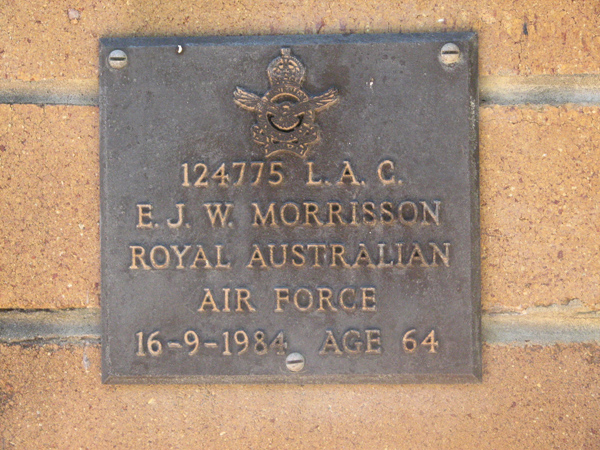 124775 L. A. C.
E. J. W. MORRISSON
ROYAL AUSTRALIAN
AIR FORCE
16-9-1984 AGE 64